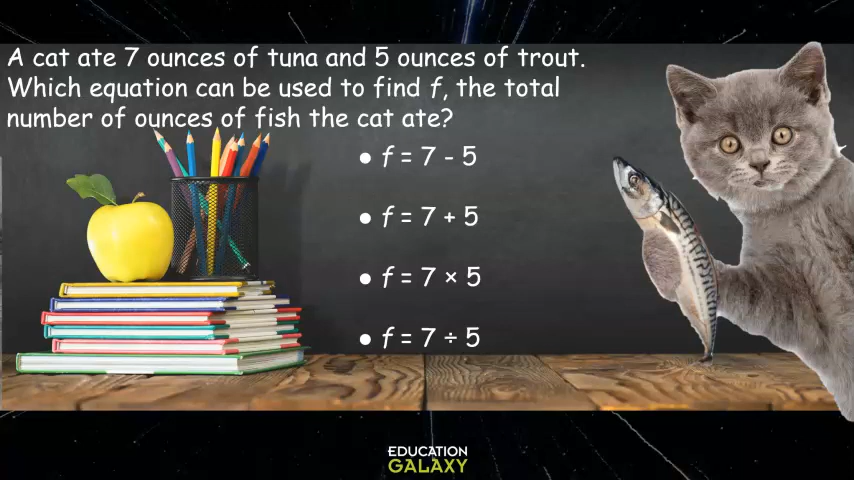 A cat ate 7 ounces of tuna and 5 ounces of trout.
Which equation can be used to find f, the total
number of ounces of fish the cat ate?
● f = 7 - 5
● f = 7 + 5
● f = 7 × 5
● f = 7 ÷ 5
EDUCATION
GALAXY